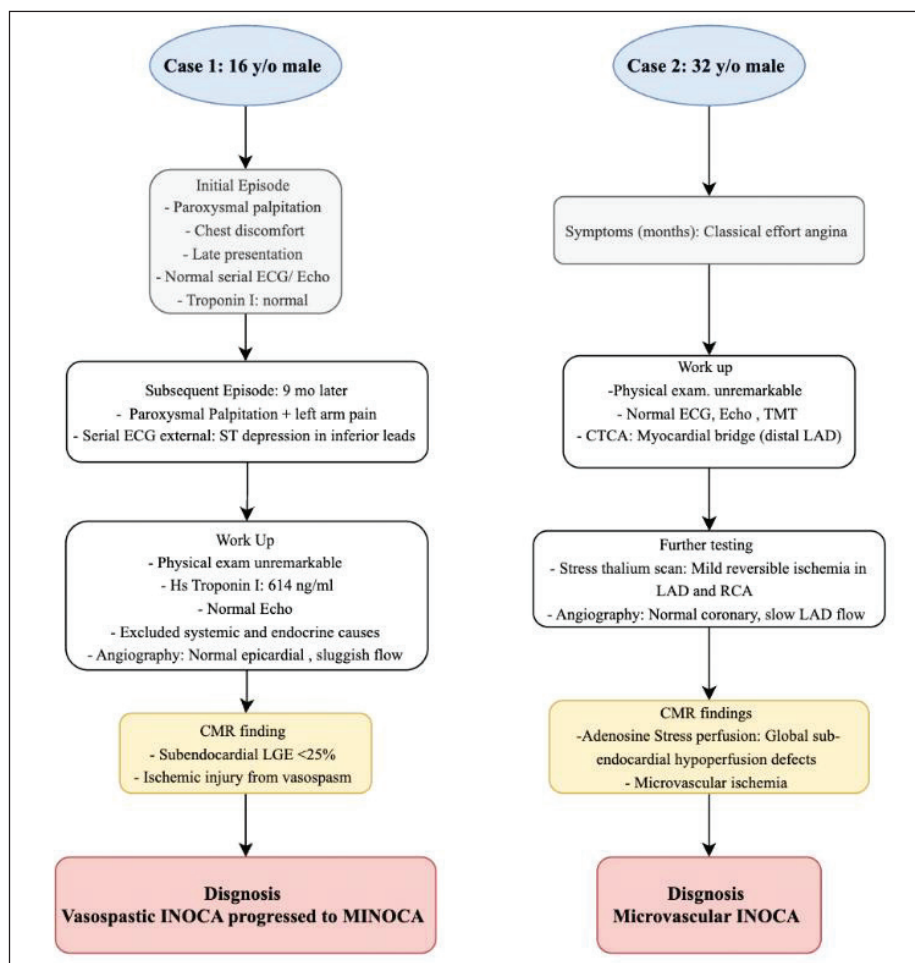 Case 1: 16 y/o male
Initial Episode
- Paroxysmal palpitation
- Chest discomfort
- Late presentation
- Normal serial ECG/ Echo
- Troponin I: normal
Subsequent Episode: 9 mo later
- Paroxysmal Palpitation + left arm pain
- Serial ECG external: ST depression in inferior leads
Work Up
- Physical exam unremarkable
- Hs Troponin I: 614 ng/ml
- Normal Echo
- Excluded systemic and endocrine causes
- Angiography: Normal epicardial , sluggish flow
CMR finding
- Subendocardial LGE <25%
- Ischemic injury from vasospasm
Disgnosis
Vasospastic INOCA progressed to MINOCA
Case 2: 32 y/o male
Symptoms (months): Classical effort angina
Work up
-Physical exam. unremarkable
- Normal ECG, Echo , TMT
- CTCA: Myocardial bridge (distal LAD)
Further testing
- Stress thalium scan: Mild reversible ischemia in
LAD and RCA
- Angiography: Normal coronary, slow LAD flow
CMR findings
-Adenosine Stress perfusion: Global sub-
endocardial hypoperfusion defects
- Microvascular ischemia
Disgnosis
Microvascular INOCA